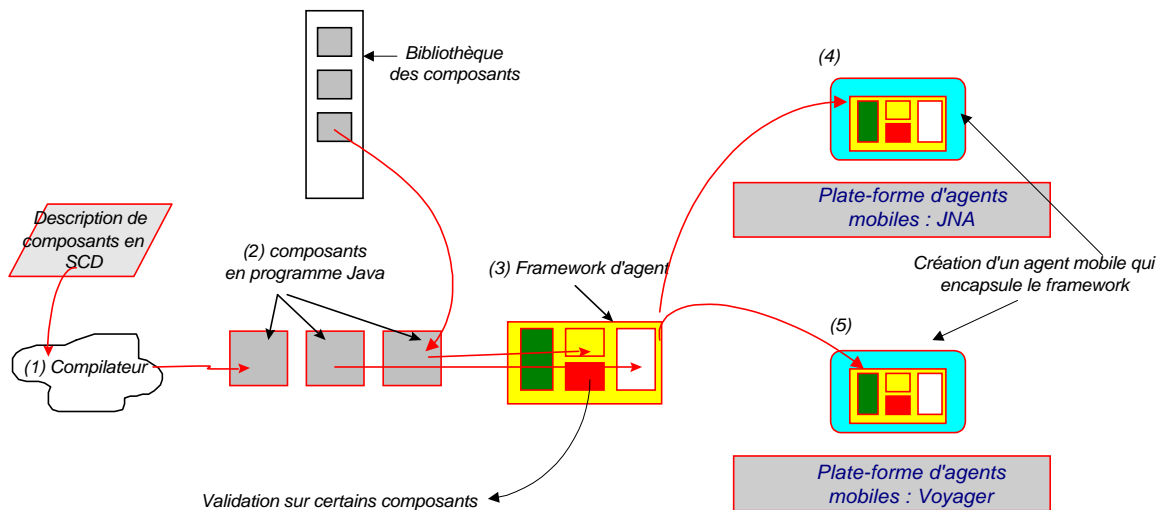 Bibliothèque
des composants
(4)
Plate-forme d'agents
mobiles : JNA
Description de
composants en
SCD
(2) composants
en programme Java
(3) Framework d'agent
Création d'un agent mobile qui
encapsule le framework
(5)
(1) Compilateur
Plate-forme d'agents
mobiles : Voyager
Validation sur certains composants